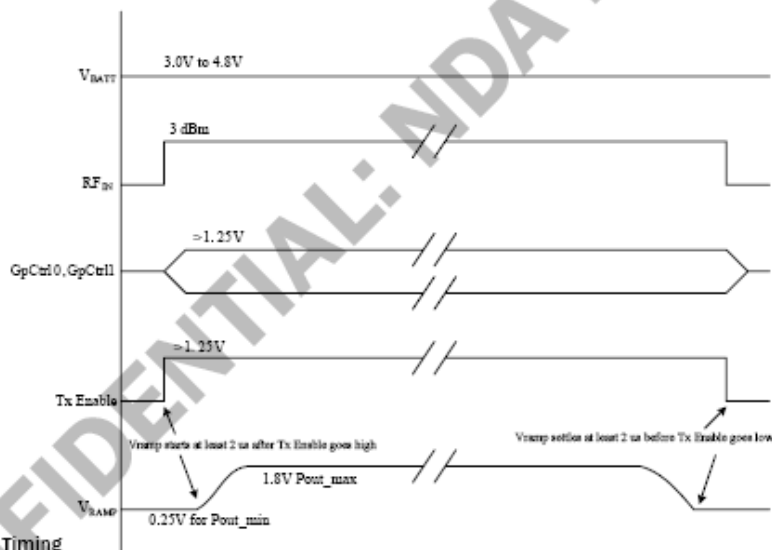 3.0V to 4.8V
VBATT
3 dBm
RFIN
>1.25V
GpCtrl0, GpCtrl1
>1.25V
Tx Enable
Vramp starts at least 2 us after Tx Enable goes high
Vramp settles at least 2 us before Tx Enable goes low
1.8V Pout_max
VRAMP
0.25V for Pout_min
Timing
FIDENTIAL: NDA